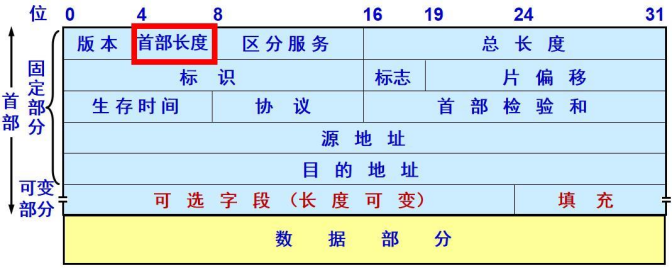 位 0 4 8 16 19 24 31
版本 首部长度 区分服务 总长度
标识 标志 片偏移
生存时间 协议 首部检验和
源地址
目的地址
可选字段（长度可变） 填充
数据部分
首部
固定部分
可变部分